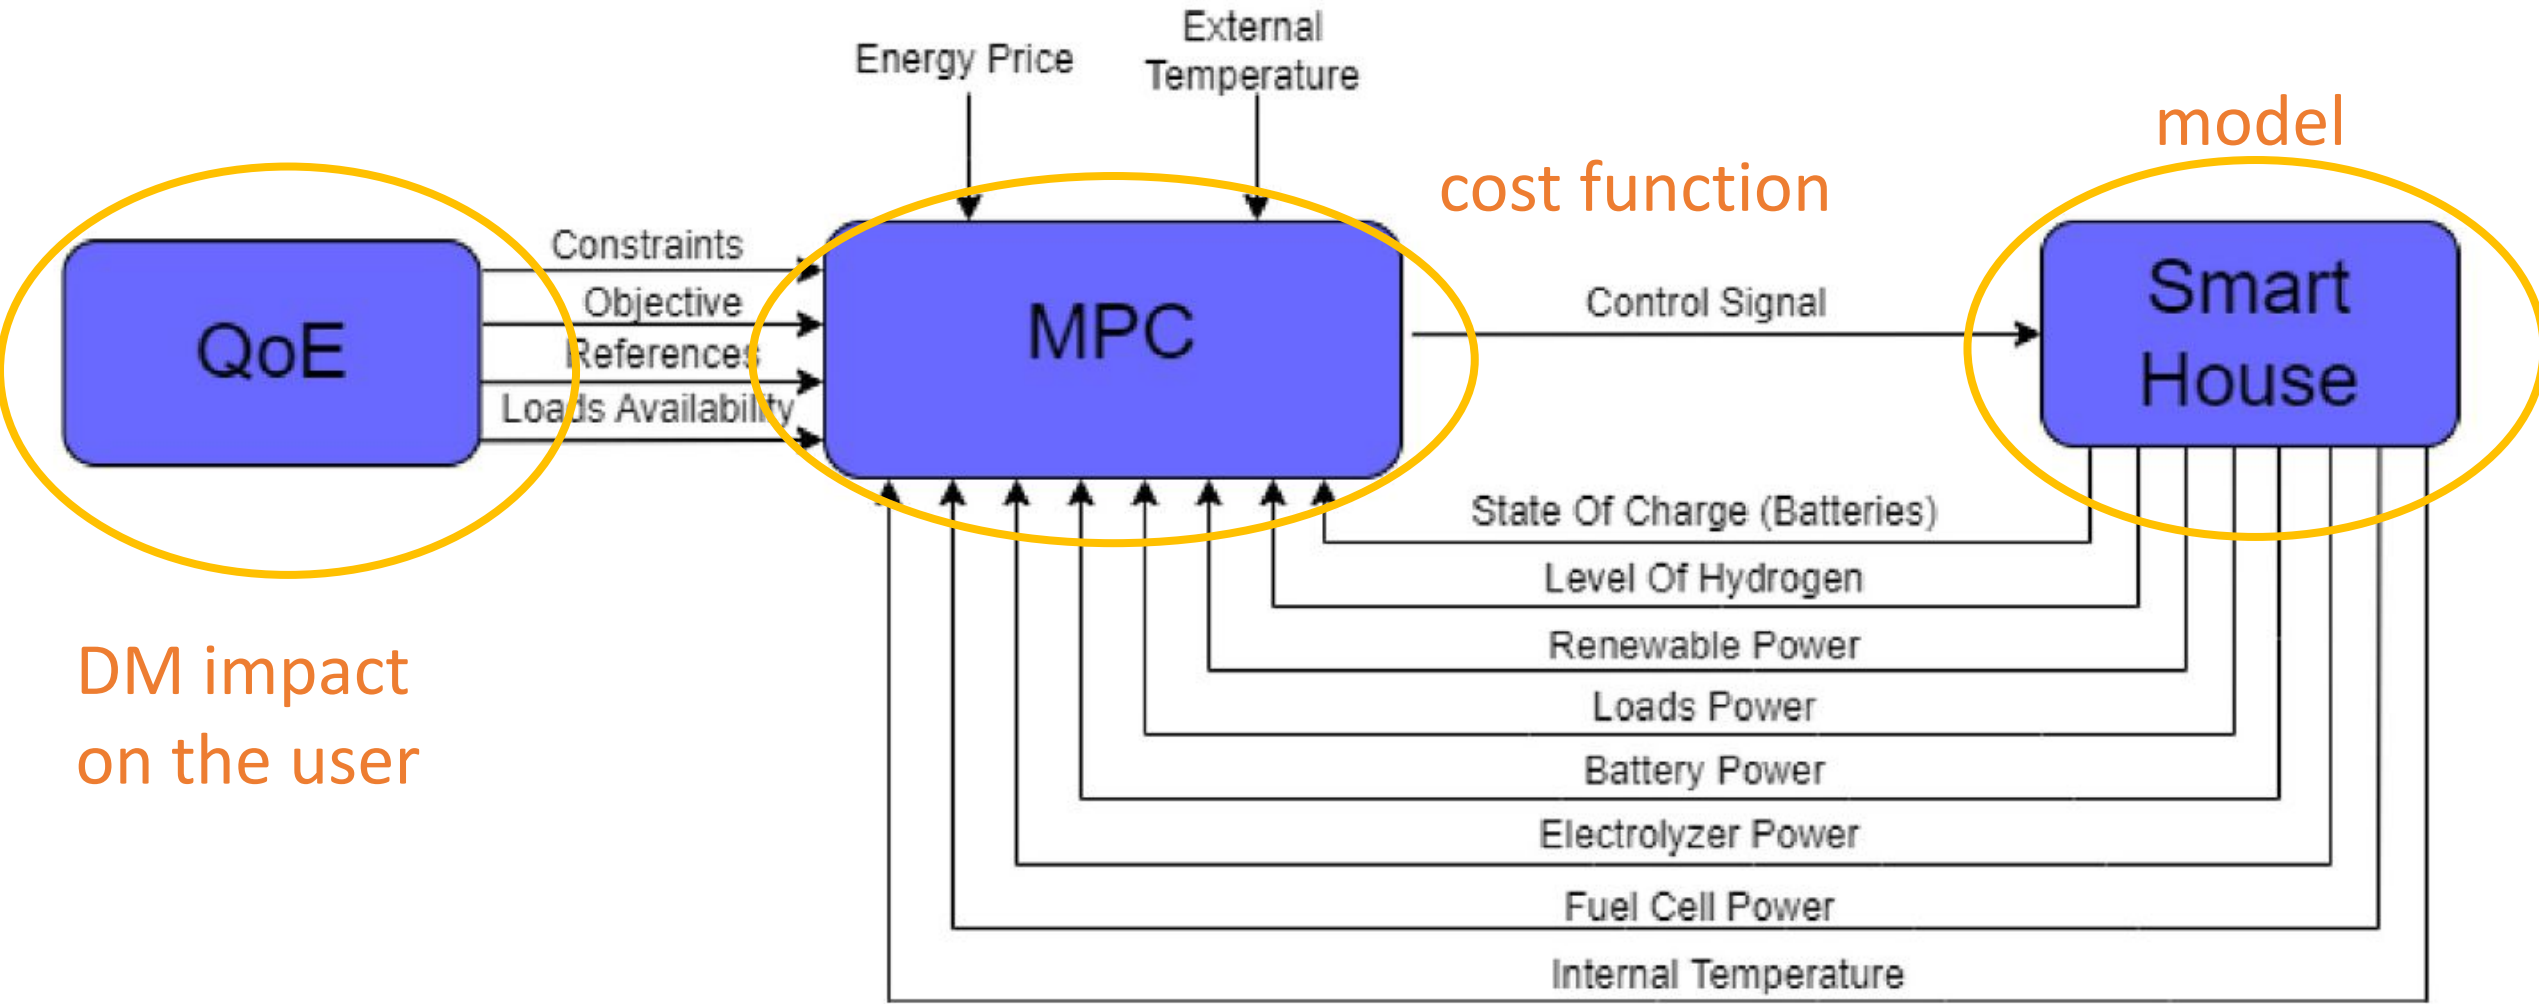 External
Temperature
Energy Price
model
cost function
Constraints
Objective
References
Loads Availability
QoE
MPC
Control Signal
Smart
House
State Of Charge (Batteries)
Level Of Hydrogen
Renewable Power
Loads Power
Battery Power
Electrolyzer Power
Fuel Cell Power
Internal Temperature
DM impact
on the user